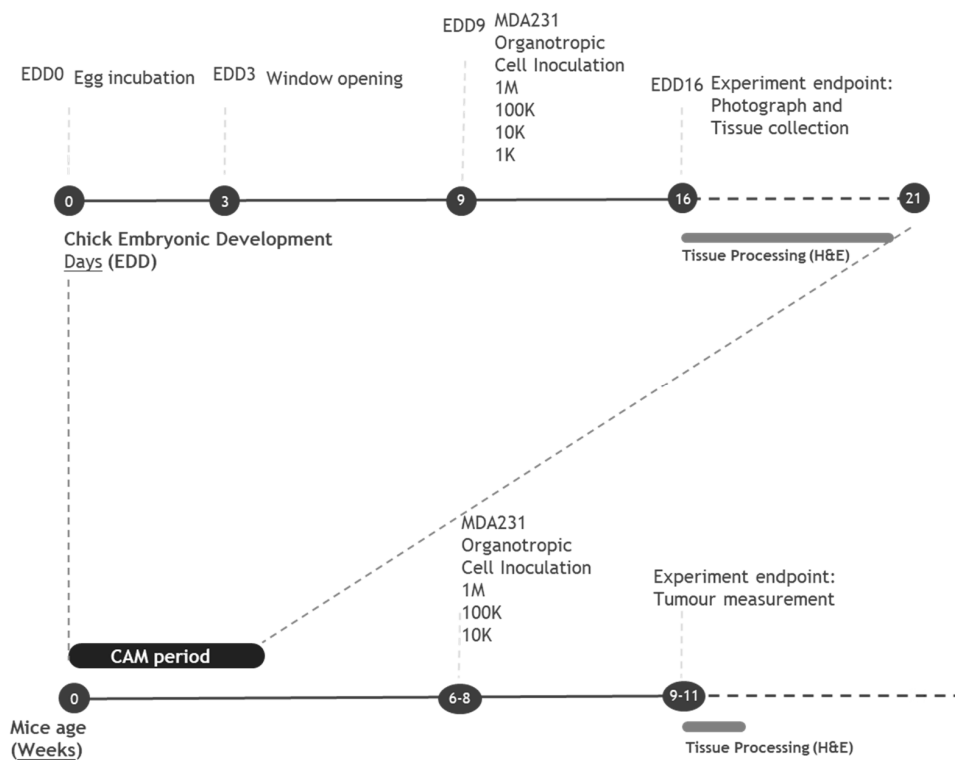 EDD0 Egg incubation
EDD3 Window opening
EDD9 MDA231
Organotropic
Cell Inoculation
1M
100K
10K
1K
EDD16 Experiment endpoint:
Photograph and
Tissue collection
0
3
9
16
21
Chick Embryonic Development
Days (EDD)
Tissue Processing (H&E)
MDA231
Organotropic
Cell Inoculation
1M
100K
10K
Experiment endpoint:
Tumour measurement
CAM period
0
6-8
9-11
Mice age
(Weeks)
Tissue Processing (H&E)